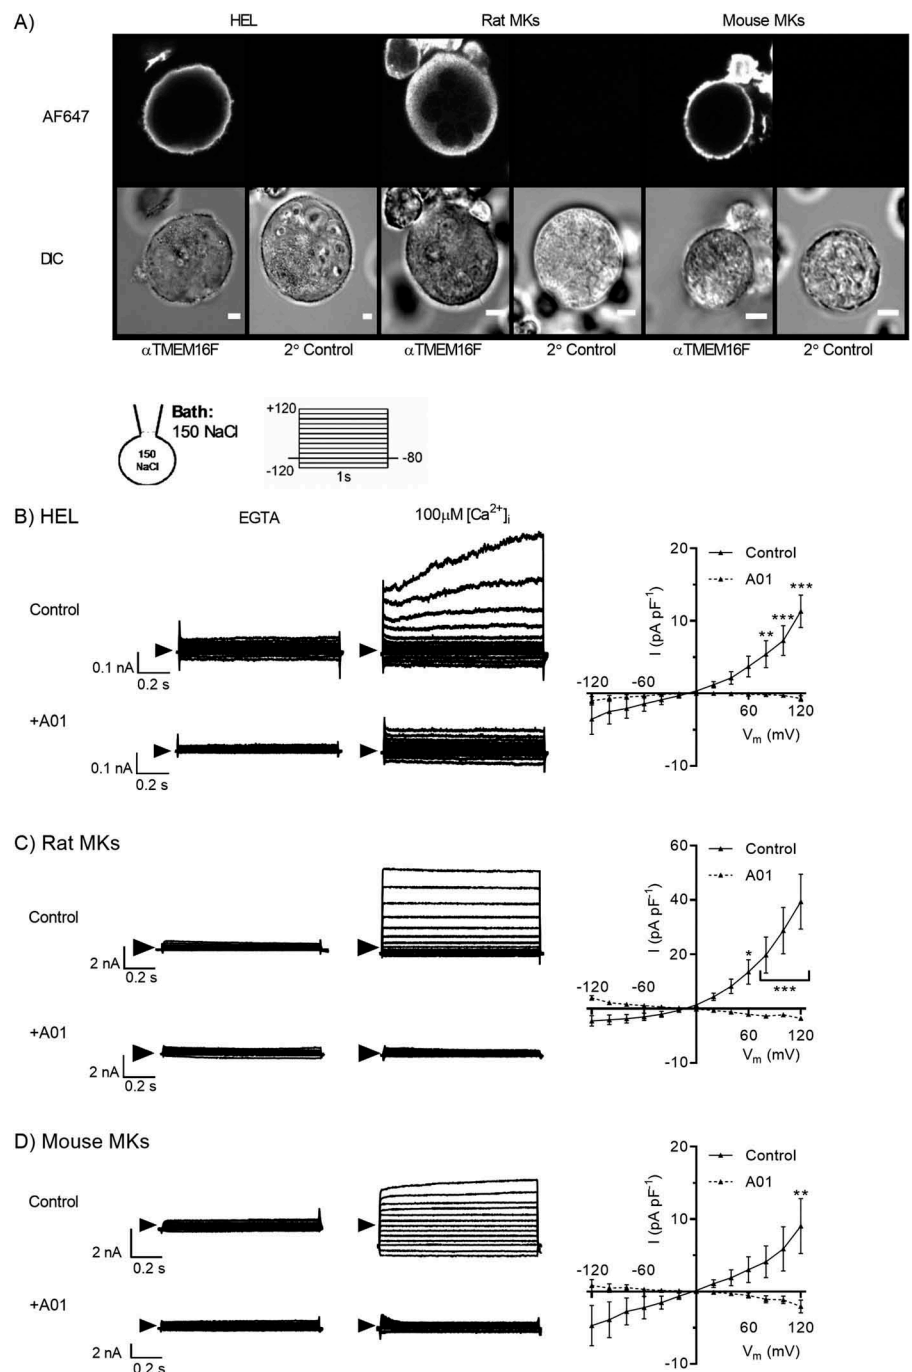 A)
HEL Rat MKs Mouse MKs
AF647
DIC
αTMEM16F 2° Control αTMEM16F 2° Control αTMEM16F 2° Control
Bath:
150 NaCl
150
NaCl
+120
-80
-120
1s
B) HEL
EGTA 100μM [Ca²⁺]ᵢ
Control
0.1 nA
0.2 s
+A01
0.1 nA
0.2 s
20
Control
A01
I (pA pF⁻¹)
10
***
***
**
-120 -60
60 120
Vₘ (mV)
-10
C) Rat MKs
Control
2 nA
0.2 s
+A01
2 nA
0.2 s
60
Control
A01
I (pA pF⁻¹)
40
20
*
***
-120 -60
60 120
Vₘ (mV)
-10
D) Mouse MKs
Control
2 nA
0.2 s
+A01
2 nA
0.2 s
20
Control
A01
I (pA pF⁻¹)
**
10
-120 -60
60 120
Vₘ (mV)
-10